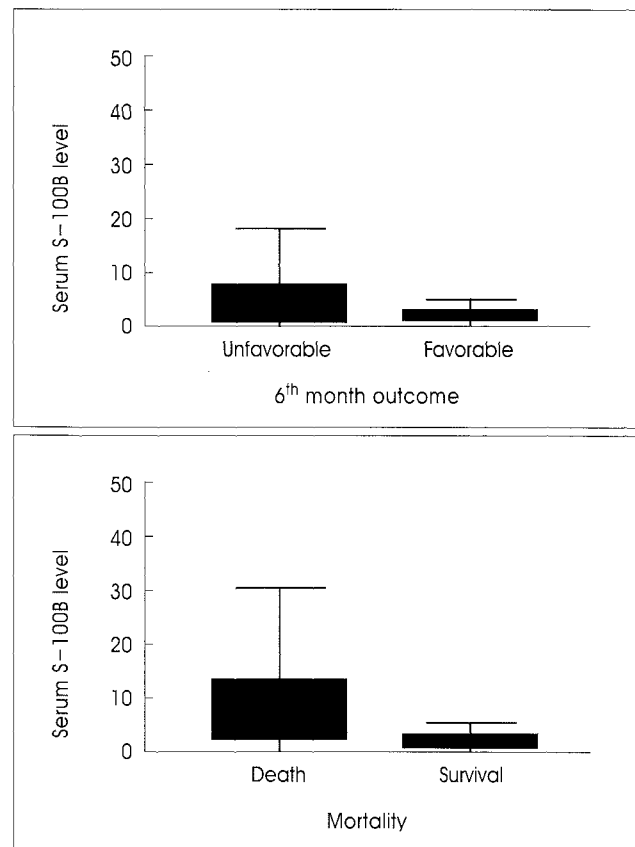 50
40
30
20
10
0
Serum S-100B level
Unfavorable Favorable
6th month outcome
50
40
30
20
10
0
Serum S-100B level
Death Survival
Mortality